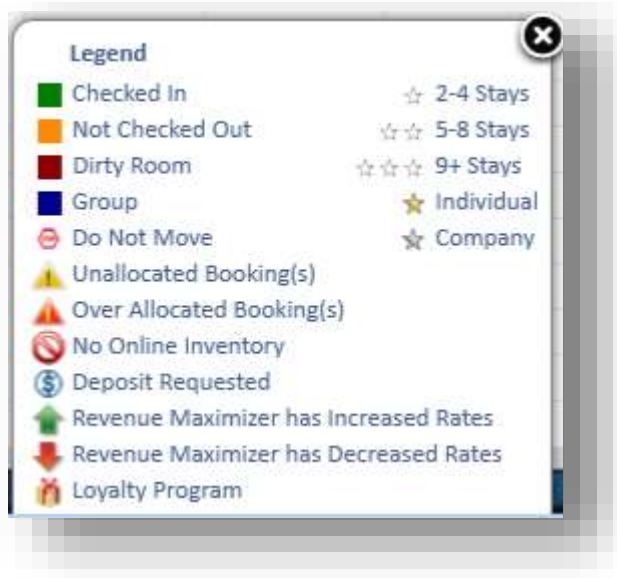 Legend
Checked In ☆ 2-4 Stays
Not Checked Out ☆☆ 5-8 Stays
Dirty Room ☆☆☆ 9+ Stays
Group Individual
Do Not Move Company
Unallocated Booking(s)
Over Allocated Booking(s)
No Online Inventory
Deposit Requested
Revenue Maximizer has Increased Rates
Revenue Maximizer has Decreased Rates
Loyalty Program